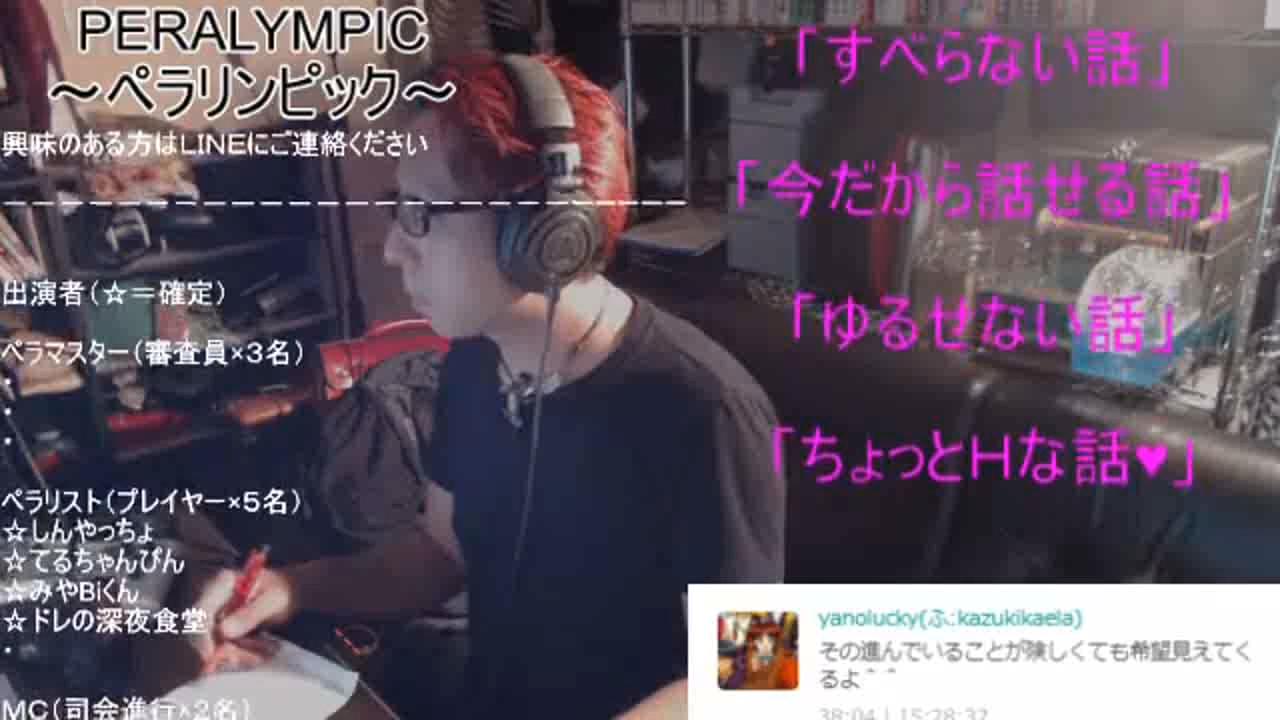 PERALYMPIC
～ペラリンピック～
興味のある方はLINEにご連絡ください
出演者(☆＝確定)
ペラマスター(審査員×3名)
・
・
・
ペラリスト(プレイヤー×5名)
☆しんやっちょ
☆てるちゃんぴん
☆みやBiくん
☆ドレの深夜食堂
・
MC(司会進行×2名)
「すべらない話」
「今だから話せる話」
「ゆるせない話」
「ちょっとHな話♥」
yanolucky(ふ:kazukikaela)
その進んでいることが険しくても希望見えてく
るよ＾＾
38:04 | 15:28:32